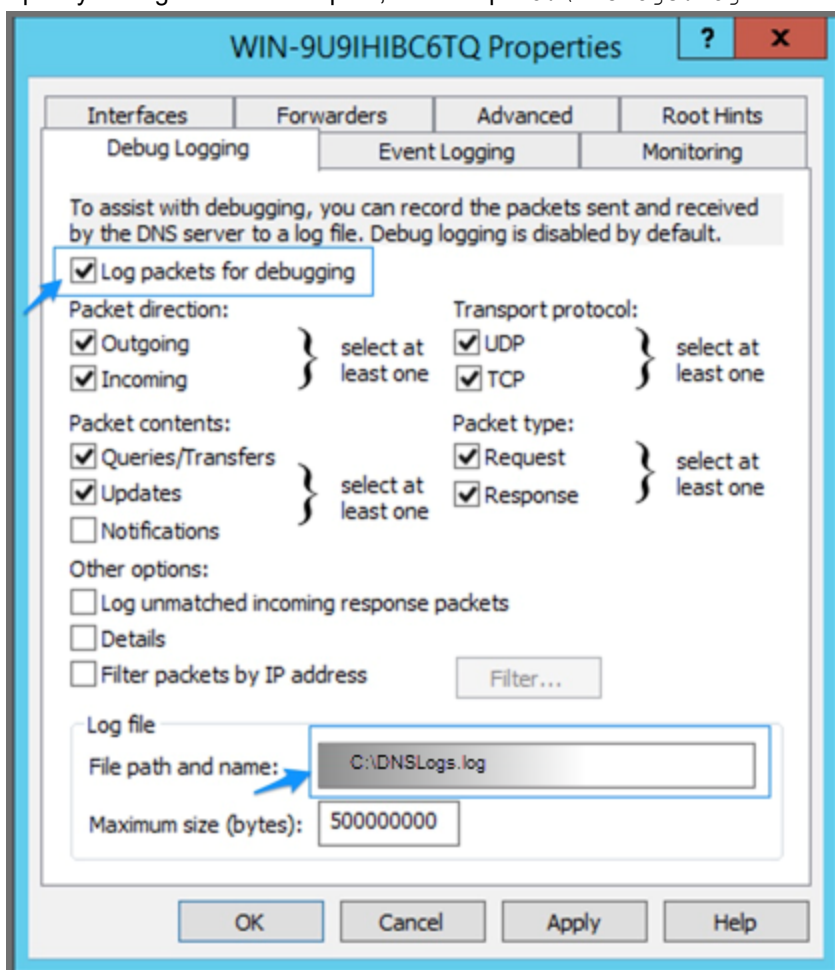 WIN-9U9IHIBC6TQ Properties
? x
Interfaces Forwarders Advanced Root Hints
Debug Logging Event Logging Monitoring
To assist with debugging, you can record the packets sent and received
by the DNS server to a log file. Debug logging is disabled by default.
Log packets for debugging
Packet direction:
Outgoing
Incoming
select at
least one
Transport protocol:
UDP
TCP
select at
least one
Packet contents:
Queries/Transfers
Updates
Notifications
select at
least one
Packet type:
Request
Response
select at
least one
Other options:
Log unmatched incoming response packets
Details
Filter packets by IP address Filter...
Log file
File path and name: C:\DNSLogs.log
Maximum size (bytes): 500000000
OK Cancel Apply Help